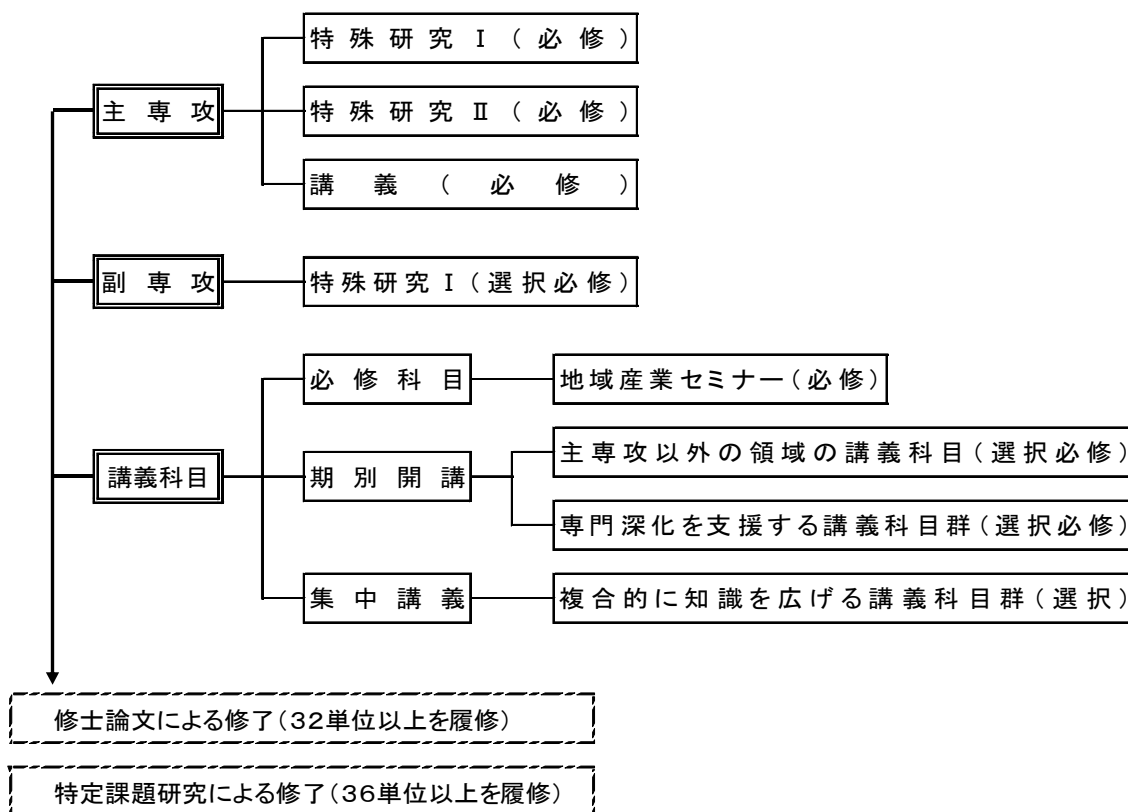 特殊研究Ⅰ(必修)
主専攻
特殊研究Ⅱ(必修)
講義(必修)
副専攻
特殊研究Ⅰ(選択必修)
必修科目
地域産業セミナー(必修)
主専攻以外の領域の講義科目(選択必修)
講義科目
期別開講
専門深化を支援する講義科目群(選択必修)
集中講義
複合的に知識を広げる講義科目群(選択)
修士論文による修了(32単位以上を履修)
特定課題研究による修了(36単位以上を履修)